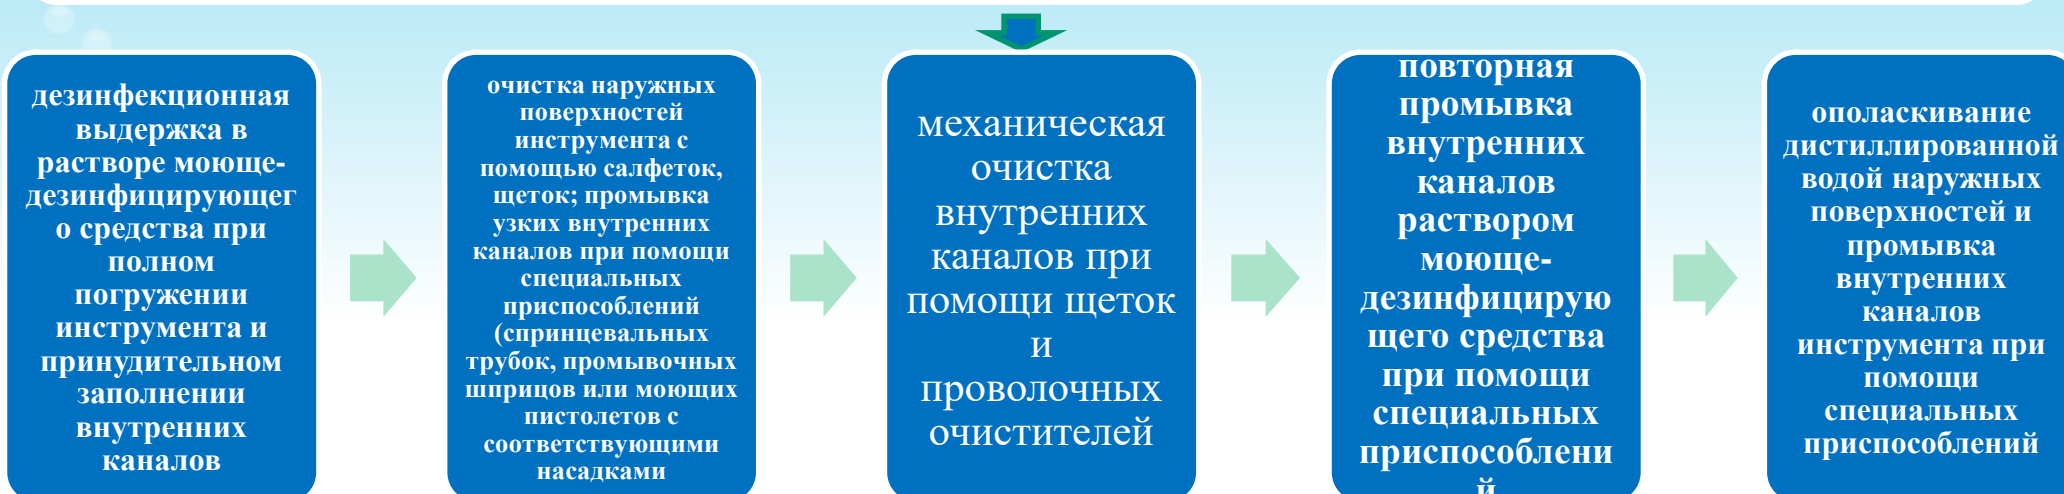 дезинфекционная
выдержка в
растворе моюще-
дезинфицирующег
о средства при
полном
погружении
инструмента и
принудительном
заполнении
внутренних
каналов
очистка наружных
поверхностей
инструмента с
помощью салфеток,
щеток; промывка
узких внутренних
каналов при помощи
специальных
приспособлений
(спринцевальных
трубок, промывочных
шприцов или моющих
пистолетов с
соответствующими
насадками
механическая
очистка
внутренних
каналов при
помощи щеток
и
проволочных
очистителей
повторная
промывка
внутренних
каналов
раствором
моюще-
дезинфицирую
щего средства
при помощи
специальных
приспособлени
й
ополаскивание
дистиллированной
водой наружных
поверхностей и
промывка
внутренних
каналов
инструмента при
помощи
специальных
приспособлений